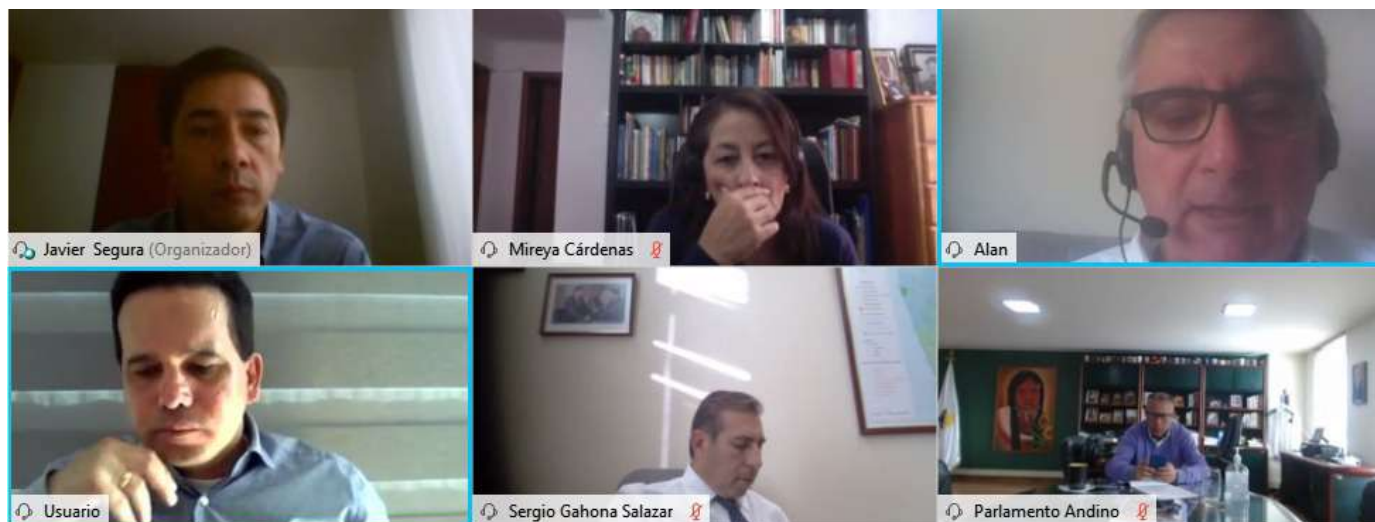 Javier Segura (Organizador)
Mireya Cárdenas
Alan
Usuario
Sergio Gahona Salazar
Parlamento Andino